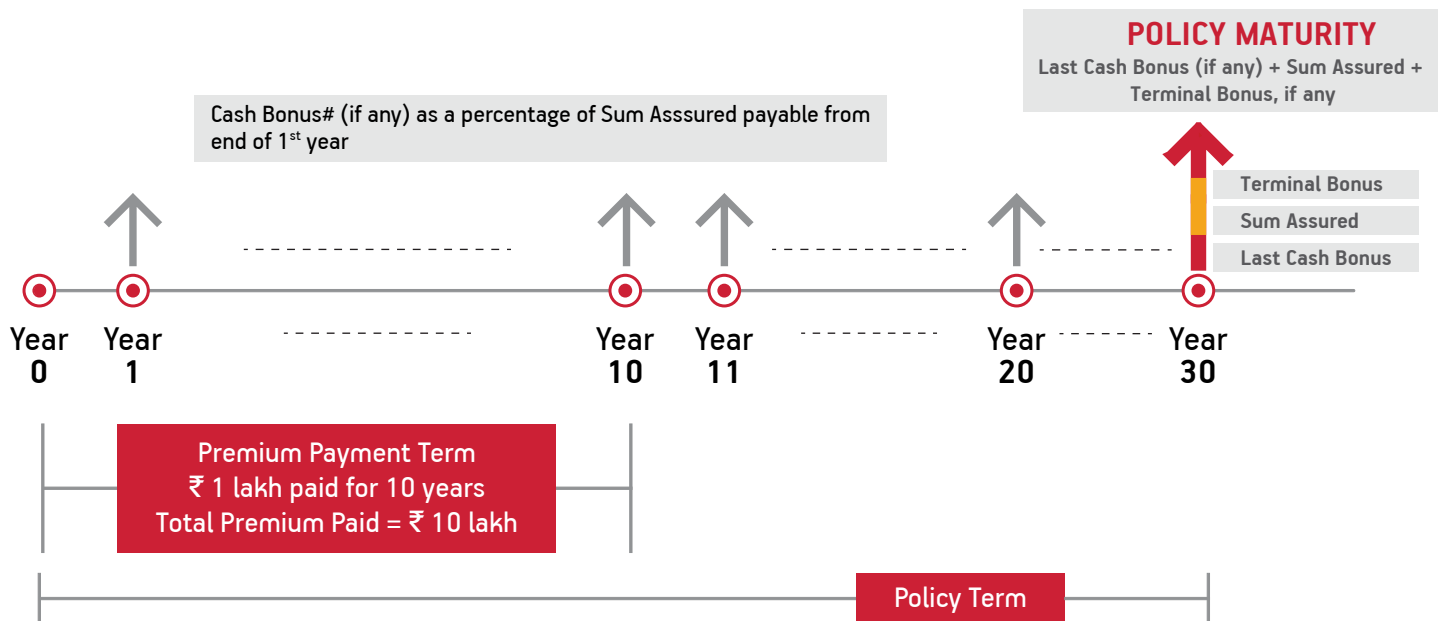 POLICY MATURITY
Last Cash Bonus (if any) + Sum Assured +
Terminal Bonus, if any
Cash Bonus# (if any) as a percentage of Sum Asssured payable from
end of 1st year
Terminal Bonus
Sum Assured
Last Cash Bonus
Year Year Year Year Year Year
0 1 10 11 20 30
Premium Payment Term
₹ 1 lakh paid for 10 years
Total Premium Paid = ₹ 10 lakh
Policy Term